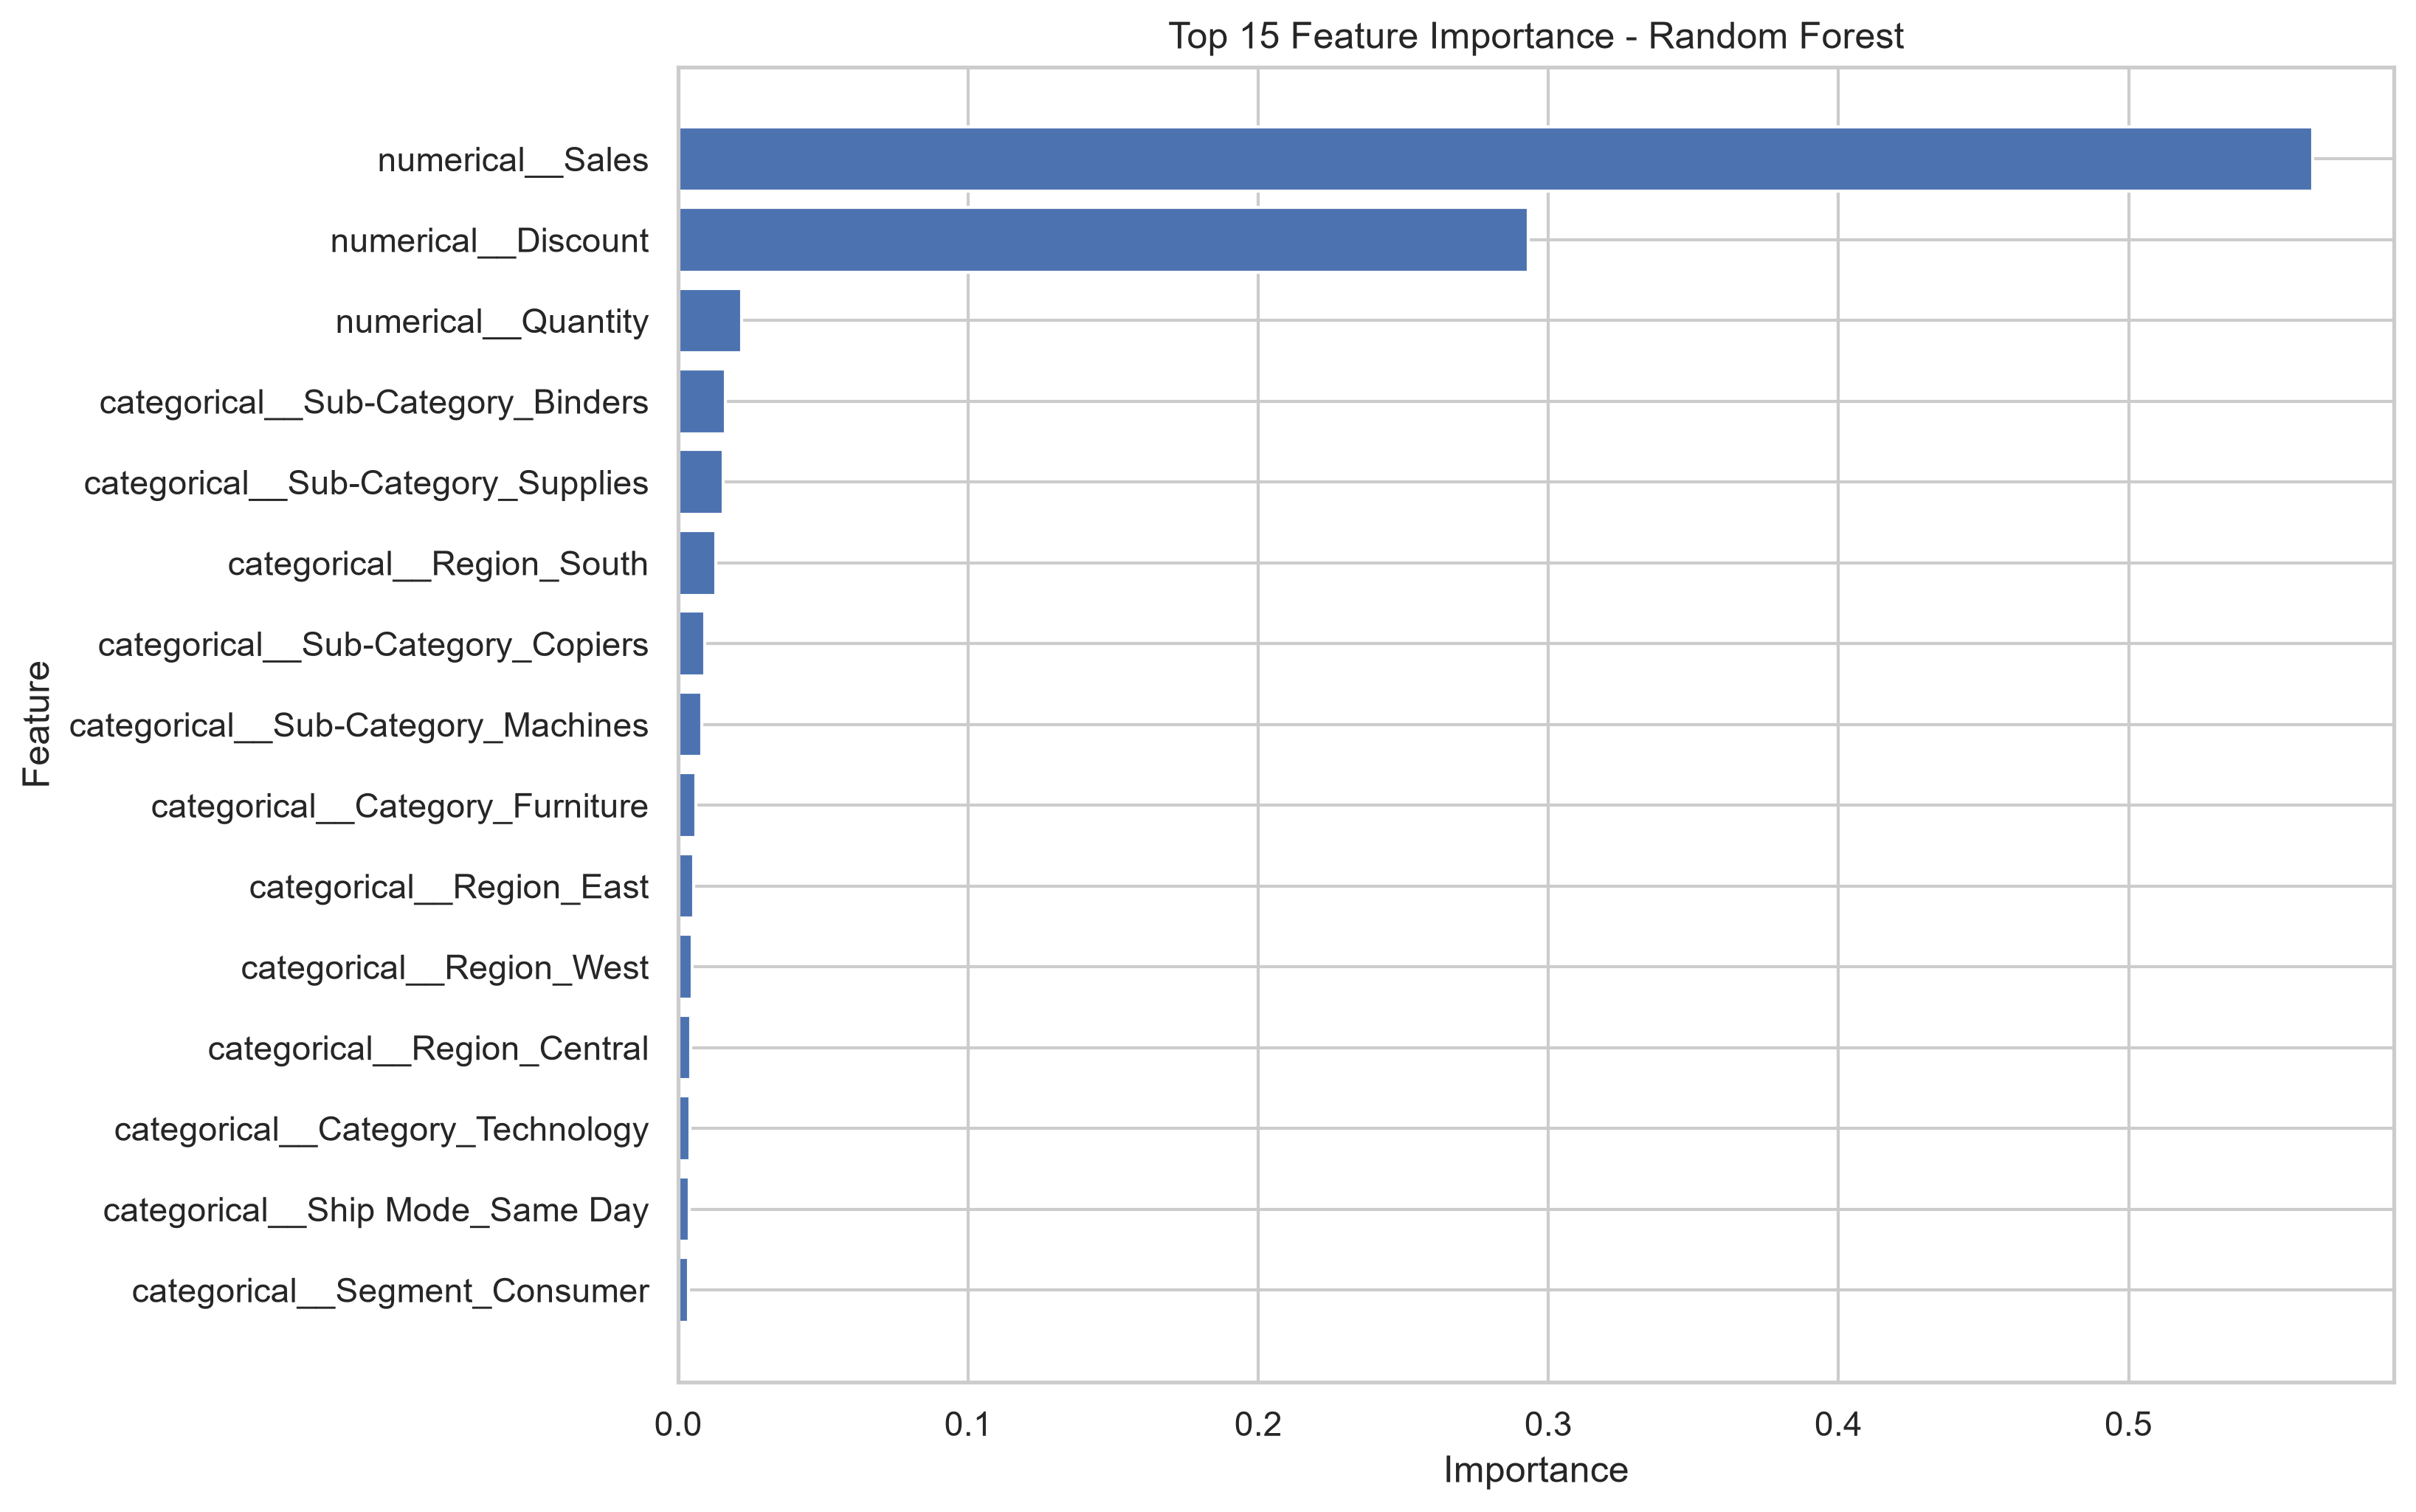 Top 15 Feature Importance - Random Forest
numerical__Sales
numerical__Discount
numerical__Quantity
categorical__Sub-Category_Binders
categorical__Sub-Category_Supplies
categorical__Region_South
categorical__Sub-Category_Copiers
categorical__Sub-Category_Machines
categorical__Category_Furniture
categorical__Region_East
categorical__Region_West
categorical__Region_Central
categorical__Category_Technology
categorical__Ship Mode_Same Day
categorical__Segment_Consumer
Feature
0.0 0.1 0.2 0.3 0.4 0.5
Importance